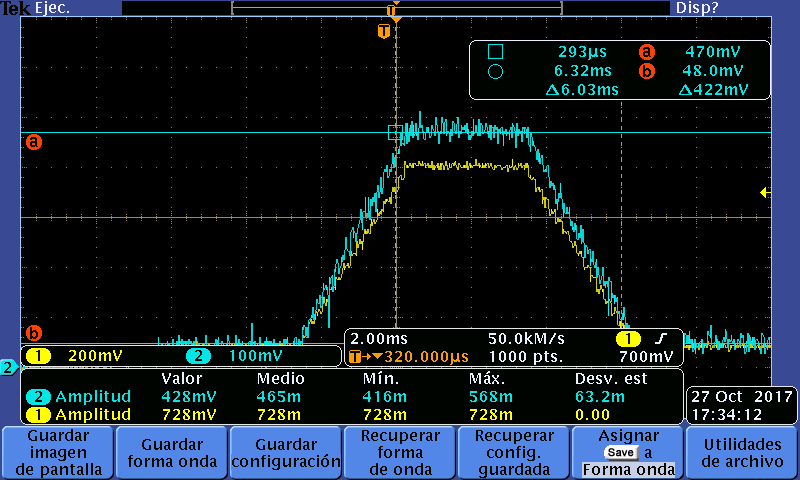 Tek Ejec. Disp?
T
T
293µs a 470mV
6.32ms b 48.0mV
Δ6.03ms Δ422mV
a
b
2.00ms 50.0kM/s 1
T→▼320.000µs 1000 pts. 700mV
1 200mV 2 100mV
2
Valor Medio Mín. Máx. Desv. est
2 Amplitud 428mV 465m 416m 568m 63.2m
1 Amplitud 728mV 728m 728m 728m 0.00
27 Oct 2017
17:34:12
Guardar
imagen
de pantalla
Guardar
forma onda
Guardar
configuración
Recuperar
forma
de onda
Recuperar
config.
guardada
Asignar
Save a
Forma onda
Utilidades
de archivo